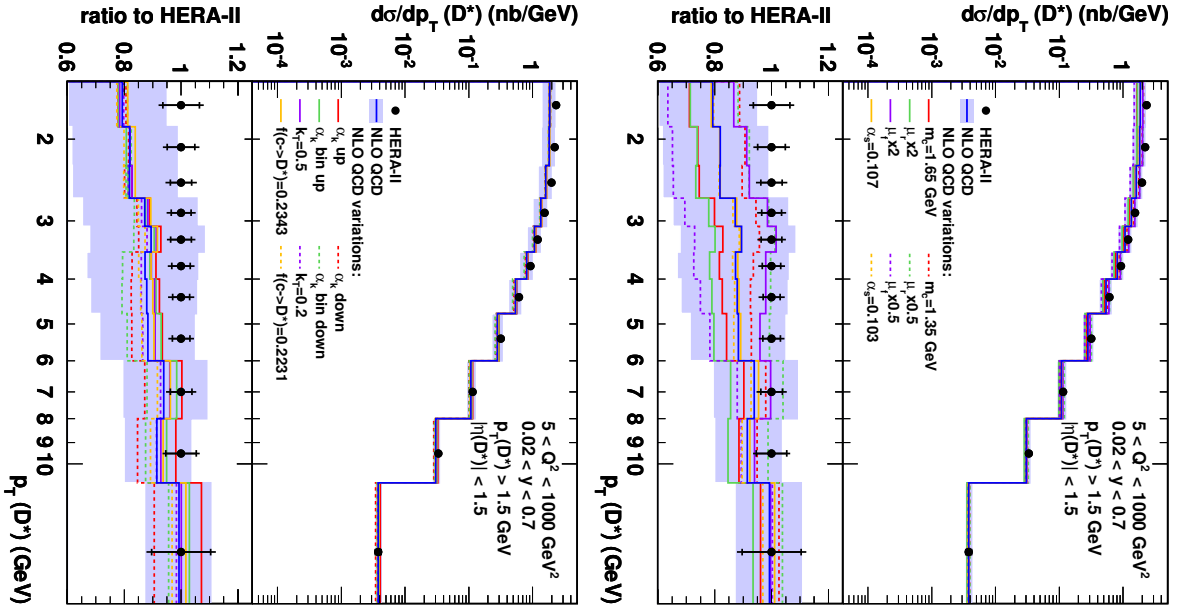 dσ/dp_T (D*) (nb/GeV)
1
10^-1
10^-2
10^-3
10^-4
5 < Q² < 1000 GeV²
0.02 < y < 0.7
p_T(D*) > 1.5 GeV
|η(D*)| < 1.5
HERA-II
NLO QCD
NLO QCD variations:
m_c=1.65 GeV m_c=1.35 GeV
μ_r x2 μ_r x0.5
μ_f x2 μ_f x0.5
α_s=0.107 α_s=0.103
ratio to HERA-II
1.2
1
0.8
0.6
2 3 4 5 6 7 8 9 10
p_T (D*) (GeV)
dσ/dp_T (D*) (nb/GeV)
1
10^-1
10^-2
10^-3
10^-4
5 < Q² < 1000 GeV²
0.02 < y < 0.7
p_T(D*) > 1.5 GeV
|η(D*)| < 1.5
HERA-II
NLO QCD
NLO QCD variations:
α_k up α_k down
α_k bin up α_k bin down
k_T=0.5 k_T=0.2
f(c->D*)=0.2343 f(c->D*)=0.2231
ratio to HERA-II
1.2
1
0.8
0.6
2 3 4 5 6 7 8 9 10
p_T (D*) (GeV)